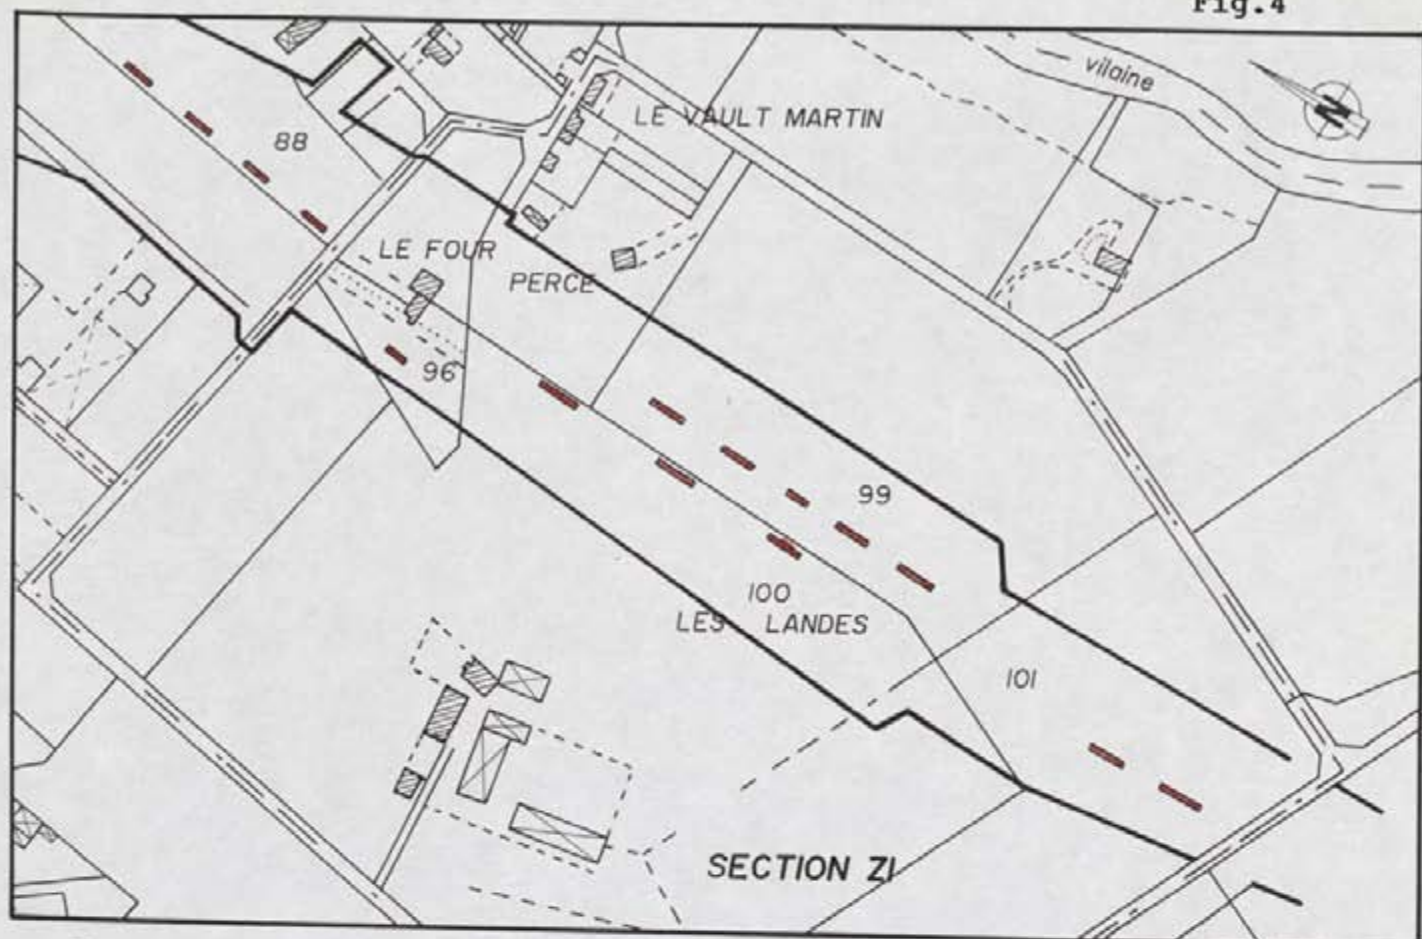 Fig.4
vilaine
N
LE VAULT MARTIN
88
LE FOUR
PERCE
96
99
100
LES LANDES
101
SECTION ZI